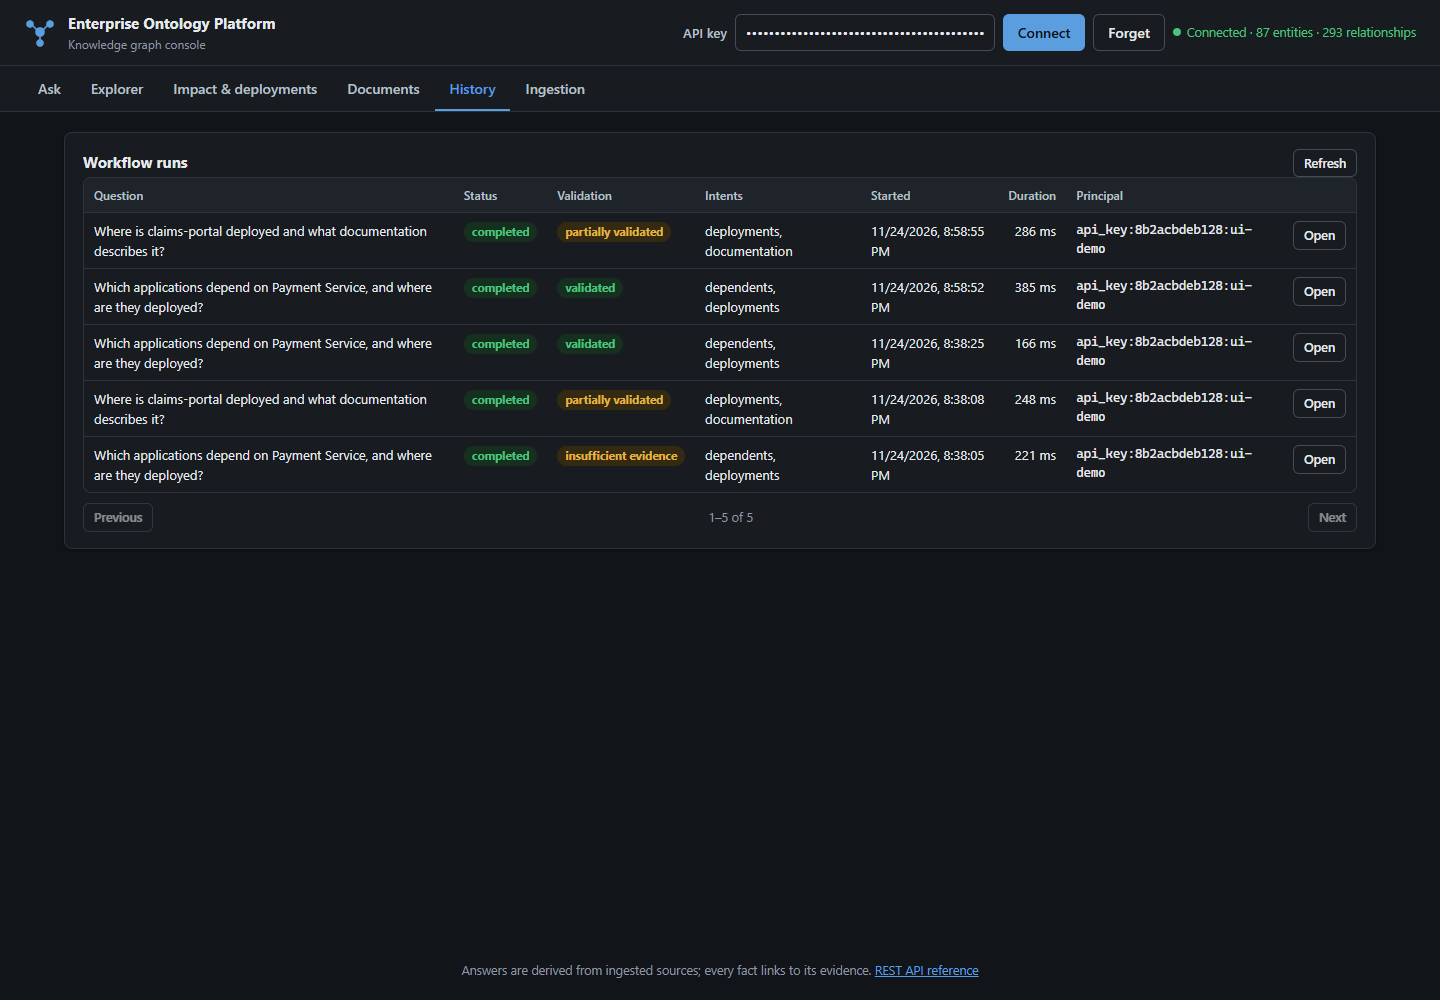 Enterprise Ontology Platform
Knowledge graph console
API key
Connect
Forget
Connected · 87 entities · 293 relationships
Ask
Explorer
Impact & deployments
Documents
History
Ingestion
Workflow runs
Refresh
Question
Status
Validation
Intents
Started
Duration
Principal
Where is claims-portal deployed and what documentation
describes it?
completed
partially validated
deployments,
documentation
11/24/2026, 8:58:55
PM
286 ms
api_key:8b2acbdeb128:ui-
demo
Open
Which applications depend on Payment Service, and where
are they deployed?
completed
validated
dependents,
deployments
11/24/2026, 8:58:52
PM
385 ms
api_key:8b2acbdeb128:ui-
demo
Open
Which applications depend on Payment Service, and where
are they deployed?
completed
validated
dependents,
deployments
11/24/2026, 8:38:25
PM
166 ms
api_key:8b2acbdeb128:ui-
demo
Open
Where is claims-portal deployed and what documentation
describes it?
completed
partially validated
deployments,
documentation
11/24/2026, 8:38:08
PM
248 ms
api_key:8b2acbdeb128:ui-
demo
Open
Which applications depend on Payment Service, and where
are they deployed?
completed
insufficient evidence
dependents,
deployments
11/24/2026, 8:38:05
PM
221 ms
api_key:8b2acbdeb128:ui-
demo
Open
Previous
1–5 of 5
Next
Answers are derived from ingested sources; every fact links to its evidence. REST API reference